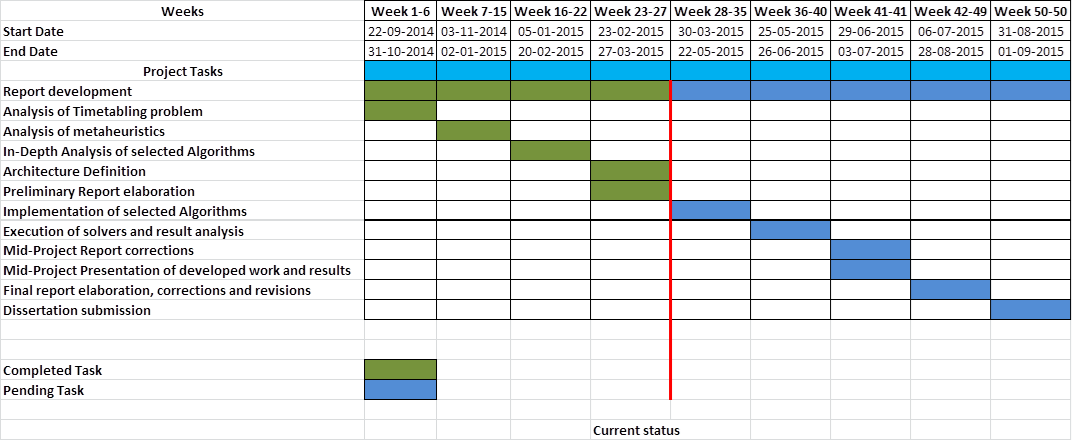 Weeks Week 1-6 Week 7-15 Week 16-22 Week 23-27 Week 28-35 Week 36-40 Week 41-41 Week 42-49 Week 50-50
Start Date 22-09-2014 03-11-2014 05-01-2015 23-02-2015 30-03-2015 25-05-2015 29-06-2015 06-07-2015 31-08-2015
End Date 31-10-2014 02-01-2015 20-02-2015 27-03-2015 22-05-2015 26-06-2015 03-07-2015 28-08-2015 01-09-2015
Project Tasks
Report development
Analysis of Timetabling problem
Analysis of metaheuristics
In-Depth Analysis of selected Algorithms
Architecture Definition
Preliminary Report elaboration
Implementation of selected Algorithms
Execution of solvers and result analysis
Mid-Project Report corrections
Mid-Project Presentation of developed work and results
Final report elaboration, corrections and revisions
Dissertation submission
Completed Task
Pending Task
Current status